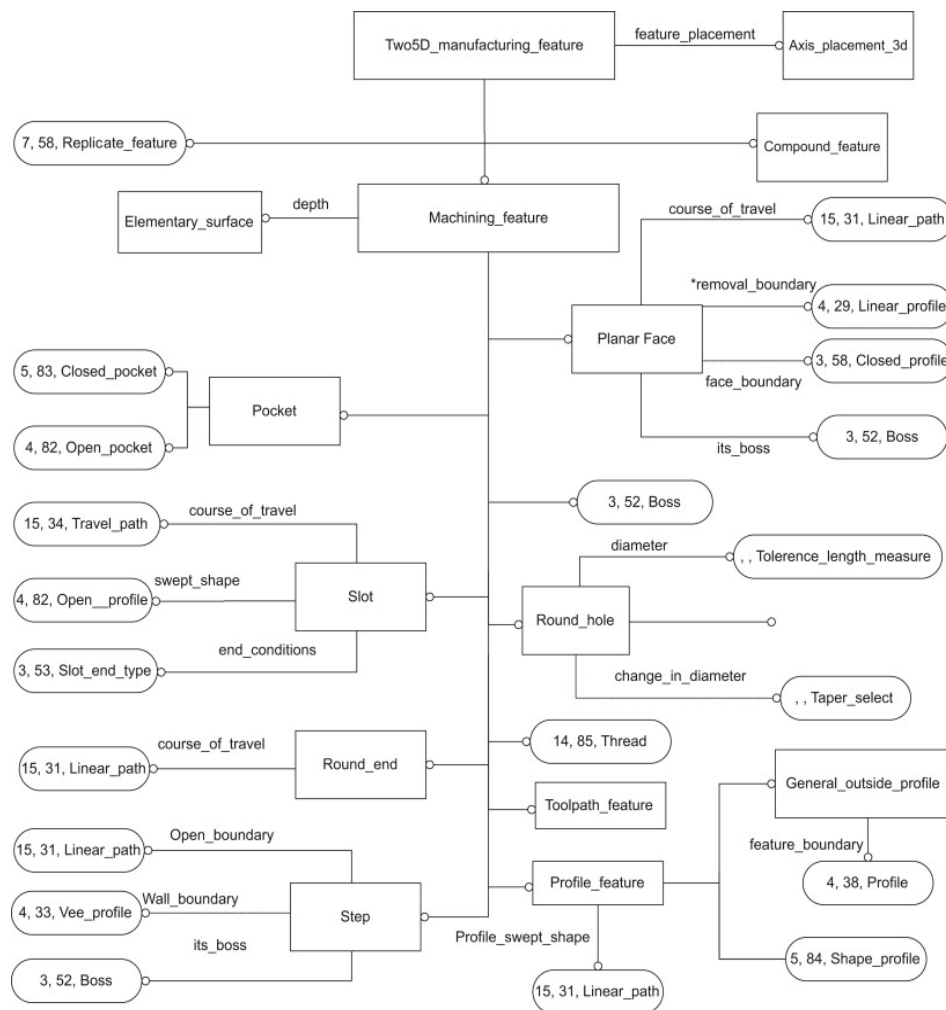 Two5D_manufacturing_feature
feature_placement
Axis_placement_3d
7, 58, Replicate_feature
Compound_feature
Elementary_surface
depth
Machining_feature
course_of_travel
15, 31, Linear_path
*removal_boundary
4, 29, Linear_profile
Planar Face
3, 58, Closed_profile
face_boundary
its_boss
3, 52, Boss
5, 83, Closed_pocket
Pocket
4, 82, Open_pocket
3, 52, Boss
course_of_travel
15, 34, Travel_path
swept_shape
4, 82, Open__profile
Slot
end_conditions
3, 53, Slot_end_type
diameter
, , Tolerence_length_measure
Round_hole
change_in_diameter
, , Taper_select
course_of_travel
15, 31, Linear_path
Round_end
14, 85, Thread
Toolpath_feature
General_outside_profile
feature_boundary
4, 38, Profile
Profile_feature
Profile_swept_shape
15, 31, Linear_path
5, 84, Shape_profile
Open_boundary
15, 31, Linear_path
Wall_boundary
4, 33, Vee_profile
Step
its_boss
3, 52, Boss